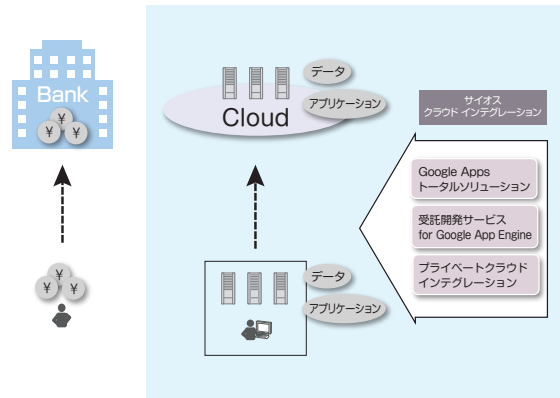 Bank
¥
¥ ¥
¥
¥ ¥
データ
アプリケーション
Cloud
データ
アプリケーション
サイオス
クラウド インテグレーション
Google Apps
トータルソリューション
受託開発サービス
for Google App Engine
プライベートクラウド
インテグレーション